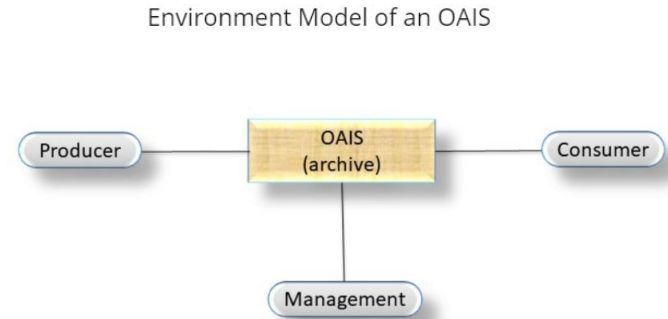 Environment Model of an OAIS
Producer
OAIS
(archive)
Consumer
Management